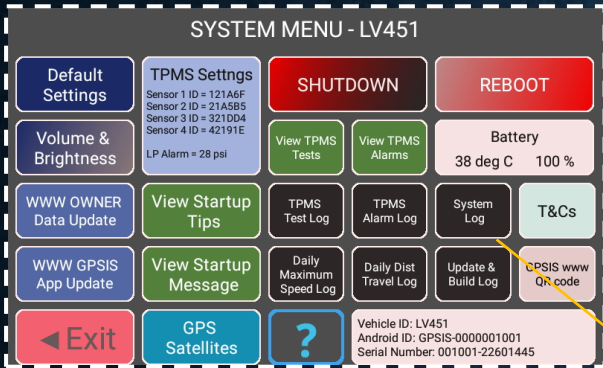 SYSTEM MENU - LV451
Default
Settings
TPMS Settngs
Sensor 1 ID = 121A6F
Sensor 2 ID = 21A5B5
Sensor 3 ID = 321DD4
Sensor 4 ID = 42191E
LP Alarm = 28 psi
SHUTDOWN
REBOOT
Volume &
Brightness
View TPMS
Tests
View TPMS
Alarms
Battery
38 deg C 100 %
WWW OWNER
Data Update
View Startup
Tips
TPMS
Test Log
TPMS
Alarm Log
System
Log
T&Cs
WWW GPSIS
App Update
View Startup
Message
Daily
Maximum
Speed Log
Daily Dist
Travel Log
Update &
Build Log
GPSIS www
QR code
◄Exit
GPS
Satellites
?
Vehicle ID: LV451
Android ID: GPSIS-0000001001
Serial Number: 001001-22601445